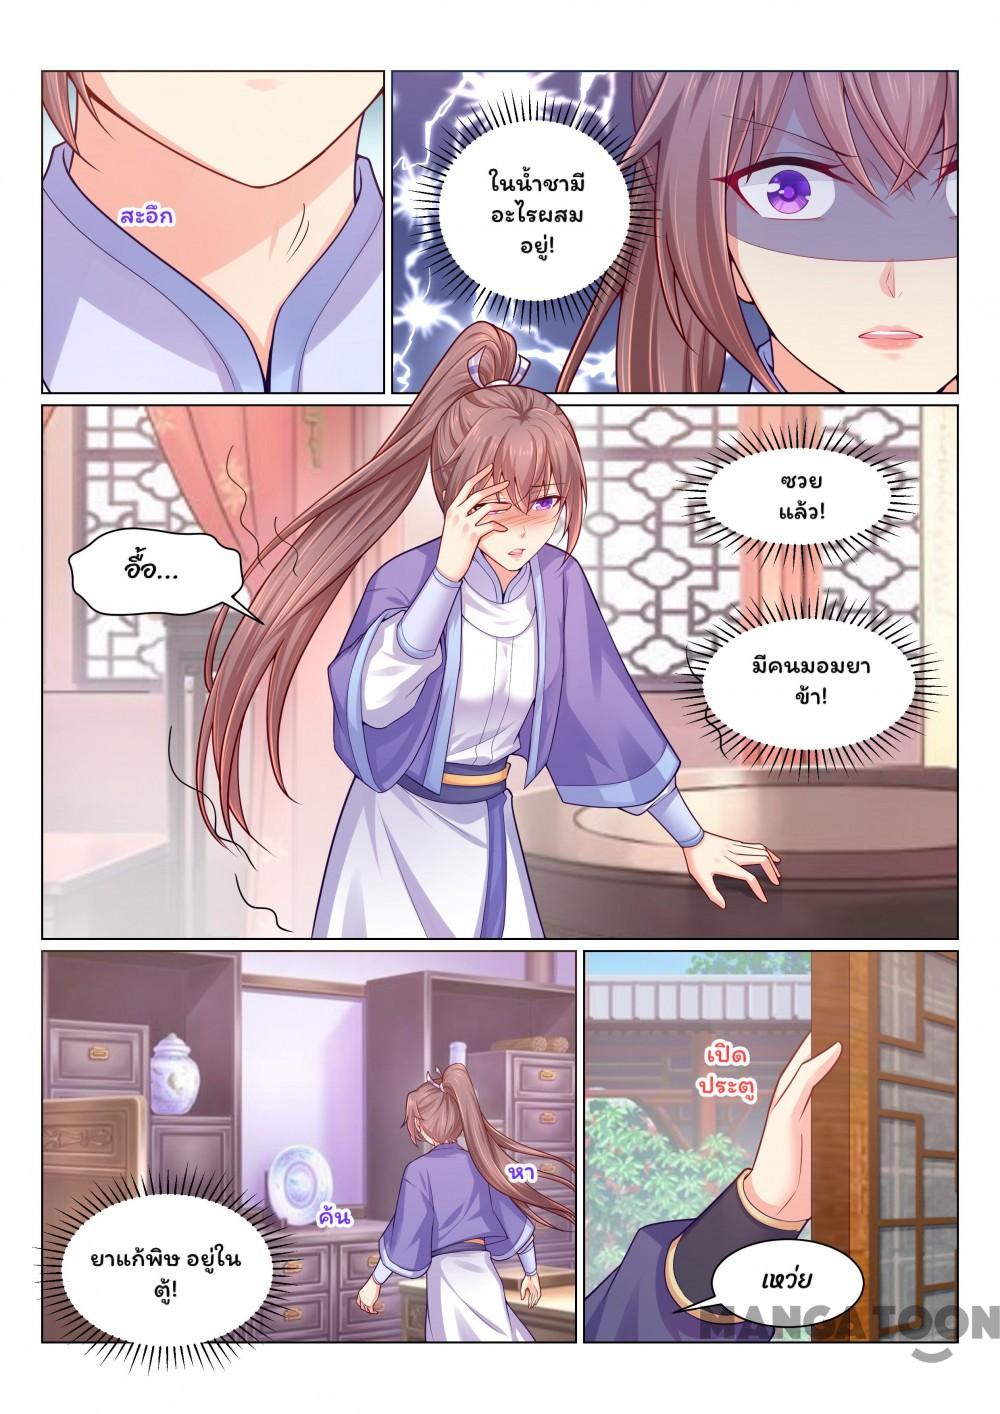 สะอึก
ในน้ำชามี
อะไรผสม
อยู่!
อื้อ...
ซวย
แล้ว!
มีคนมอมยา
ข้า!
หา
ค้น
ยาแก้พิษ อยู่ใน
ตู้!
เปิด
ประตู
เหว่ย
MANGATOON